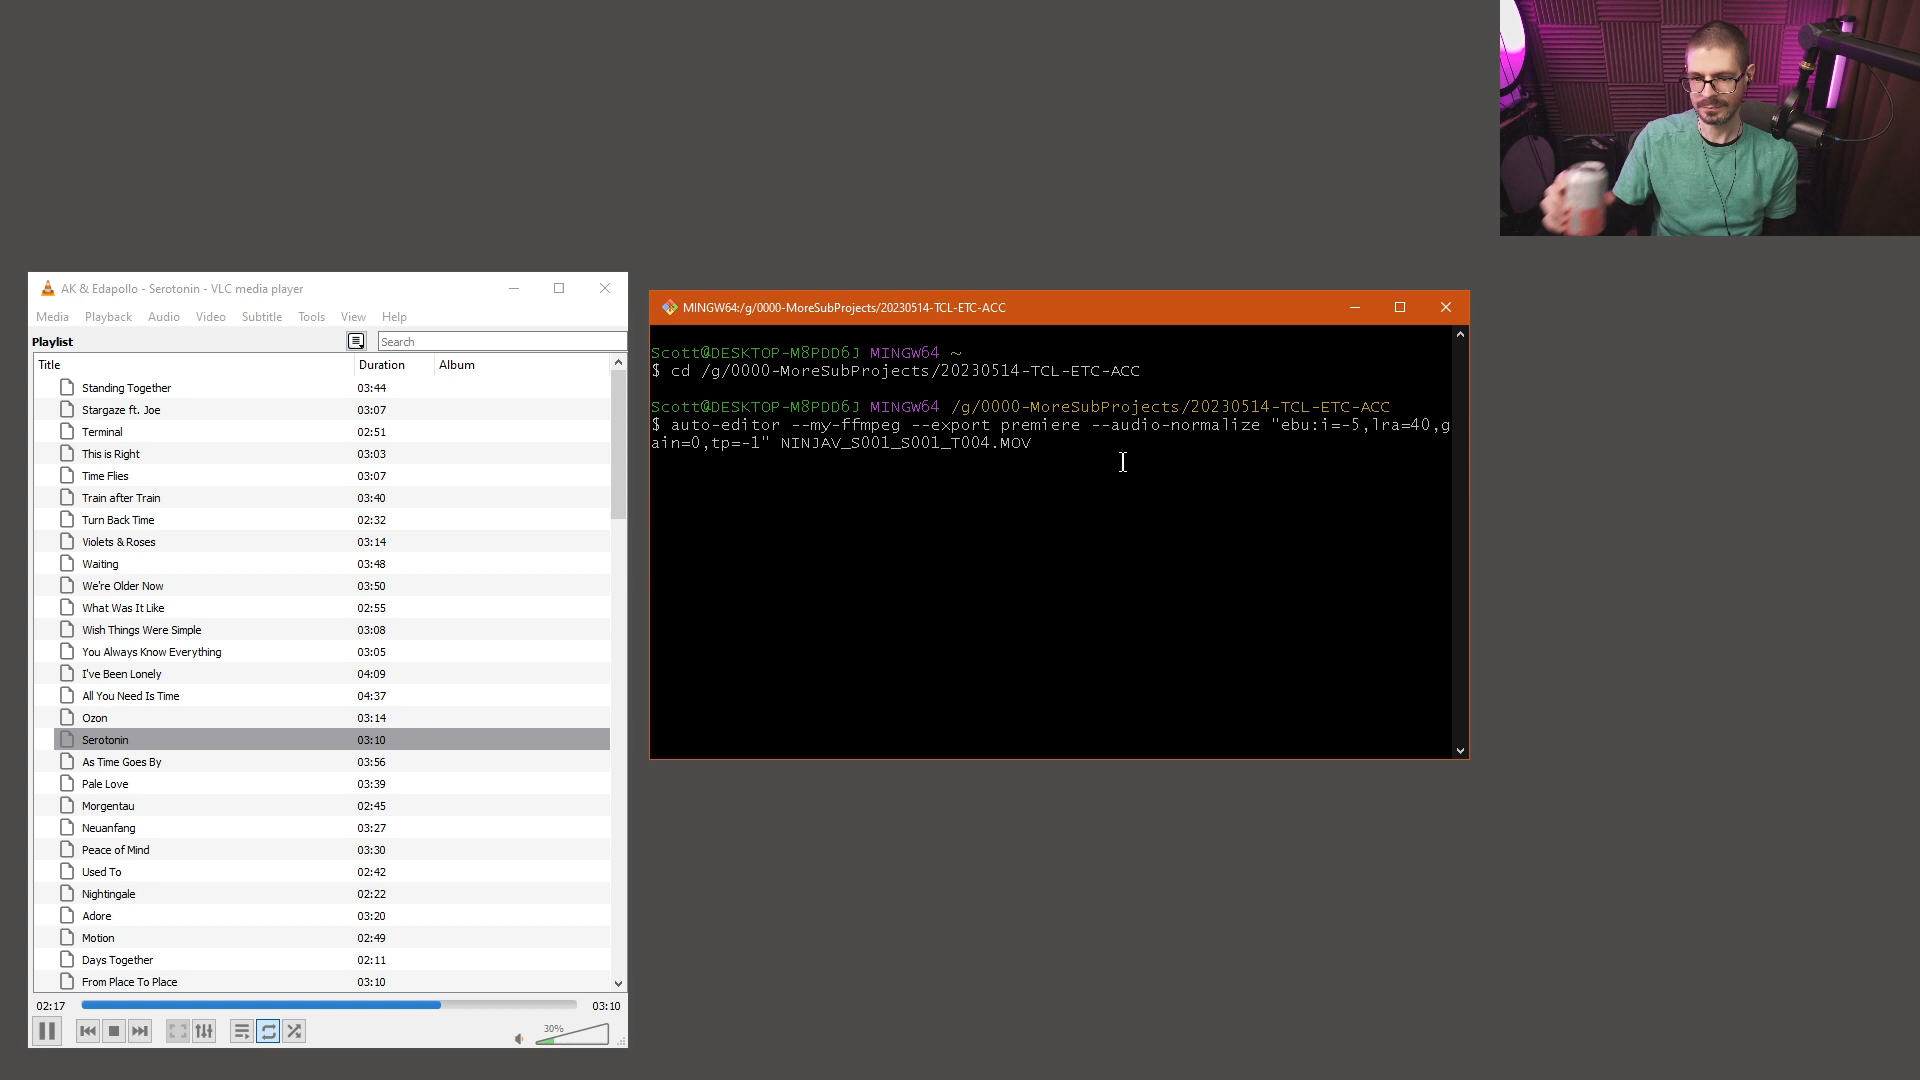 AK & Edapollo - Serotonin - VLC media player
Media Playback Audio Video Subtitle Tools View Help
Playlist
Search
Title Duration Album
Standing Together 03:44
Stargaze ft. Joe 03:07
Terminal 02:51
This is Right 03:03
Time Flies 03:07
Train after Train 03:40
Turn Back Time 02:32
Violets & Roses 03:14
Waiting 03:48
We're Older Now 03:50
What Was It Like 02:55
Wish Things Were Simple 03:08
You Always Know Everything 03:05
I've Been Lonely 04:09
All You Need Is Time 04:37
Ozon 03:14
Serotonin 03:10
As Time Goes By 03:56
Pale Love 03:39
Morgentau 02:45
Neuanfang 03:27
Peace of Mind 03:30
Used To 02:42
Nightingale 02:22
Adore 03:20
Motion 02:49
Days Together 02:11
From Place To Place 03:10
02:17 03:10
30%
MINGW64:/g/0000-MoreSubProjects/20230514-TCL-ETC-ACC
Scott@DESKTOP-M8PDD6J MINGW64 ~
$ cd /g/0000-MoreSubProjects/20230514-TCL-ETC-ACC
Scott@DESKTOP-M8PDD6J MINGW64 /g/0000-MoreSubProjects/20230514-TCL-ETC-ACC
$ auto-editor --my-ffmpeg --export premiere --audio-normalize "ebu:i=-5,lra=40,g
ain=0,tp=-1" NINJAV_S001_S001_T004.MOV